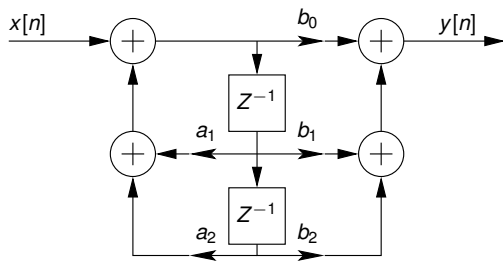 x[n] b₀ y[n]
+ +
Z⁻¹
a₁ b₁
+ +
Z⁻¹
a₂ b₂